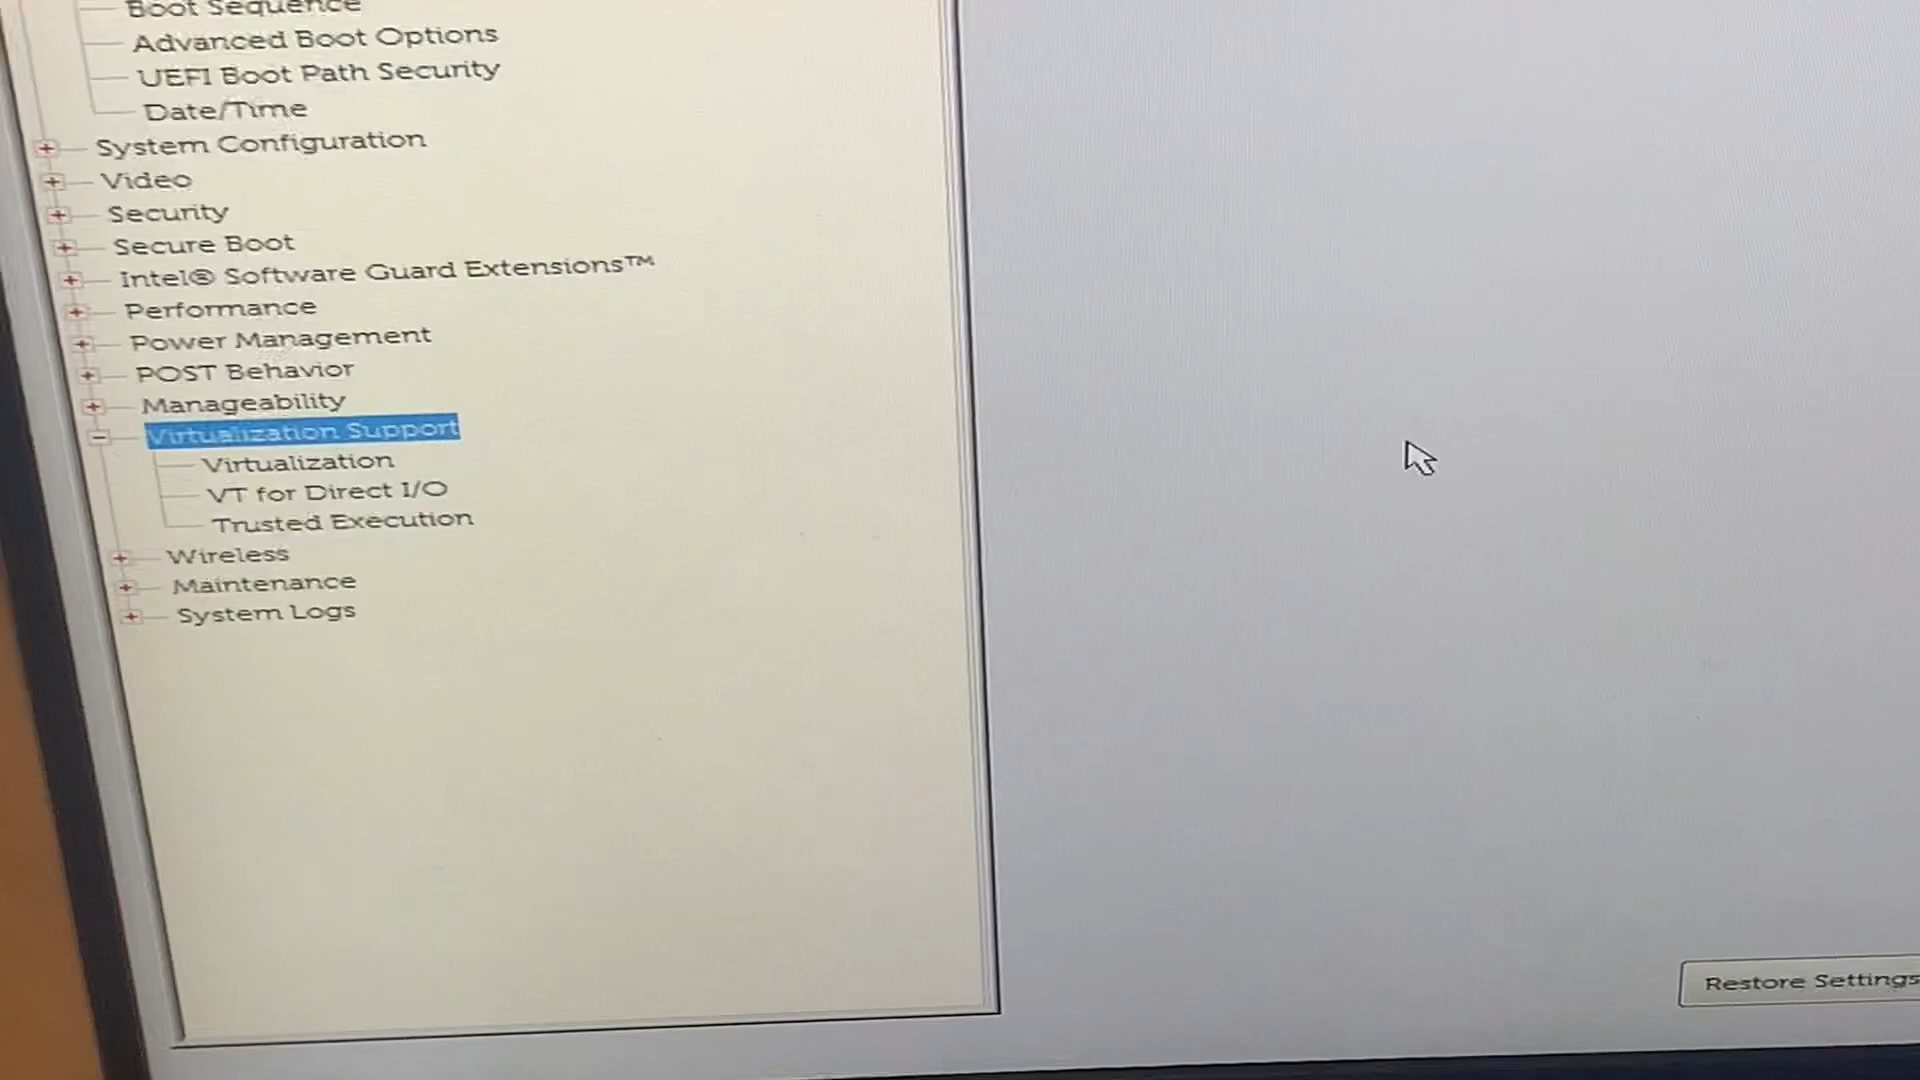 Boot Sequence
Advanced Boot Options
UEFI Boot Path Security
Date/Time
System Configuration
Video
Security
Secure Boot
Intel® Software Guard Extensions™
Performance
Power Management
POST Behavior
Manageability
Virtualization Support
Virtualization
VT for Direct I/O
Trusted Execution
Wireless
Maintenance
System Logs
Restore Settings